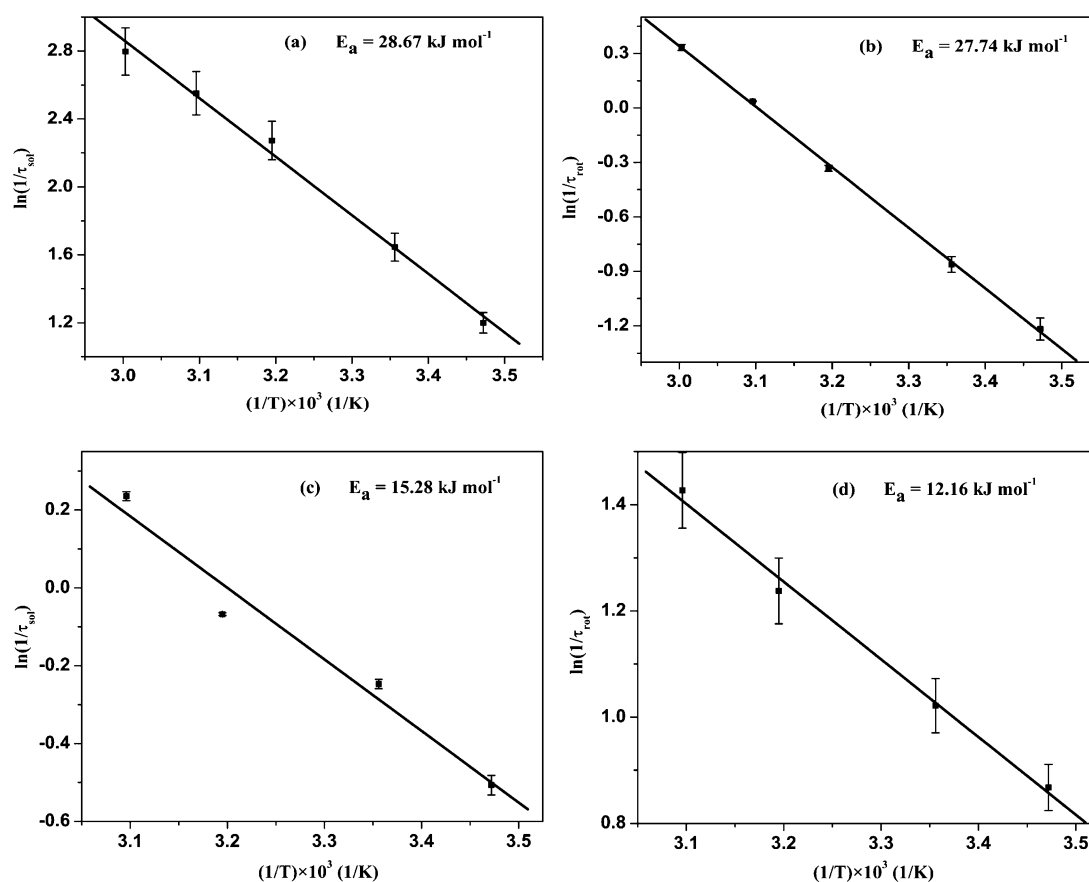 (a) Eₐ = 28.67 kJ mol⁻¹
2.8
2.4
2.0
1.6
1.2
ln(1/τₛₒₗ)
3.0 3.1 3.2 3.3 3.4 3.5
(1/T)×10³ (1/K)
(b) Eₐ = 27.74 kJ mol⁻¹
0.3
0.0
-0.3
-0.6
-0.9
-1.2
ln(1/τᵣₒₜ)
3.0 3.1 3.2 3.3 3.4 3.5
(1/T)×10³ (1/K)
(c) Eₐ = 15.28 kJ mol⁻¹
0.2
0.0
-0.2
-0.4
-0.6
ln(1/τₛₒₗ)
3.1 3.2 3.3 3.4 3.5
(1/T)×10³ (1/K)
(d) Eₐ = 12.16 kJ mol⁻¹
1.4
1.2
1.0
0.8
ln(1/τᵣₒₜ)
3.1 3.2 3.3 3.4 3.5
(1/T)×10³ (1/K)